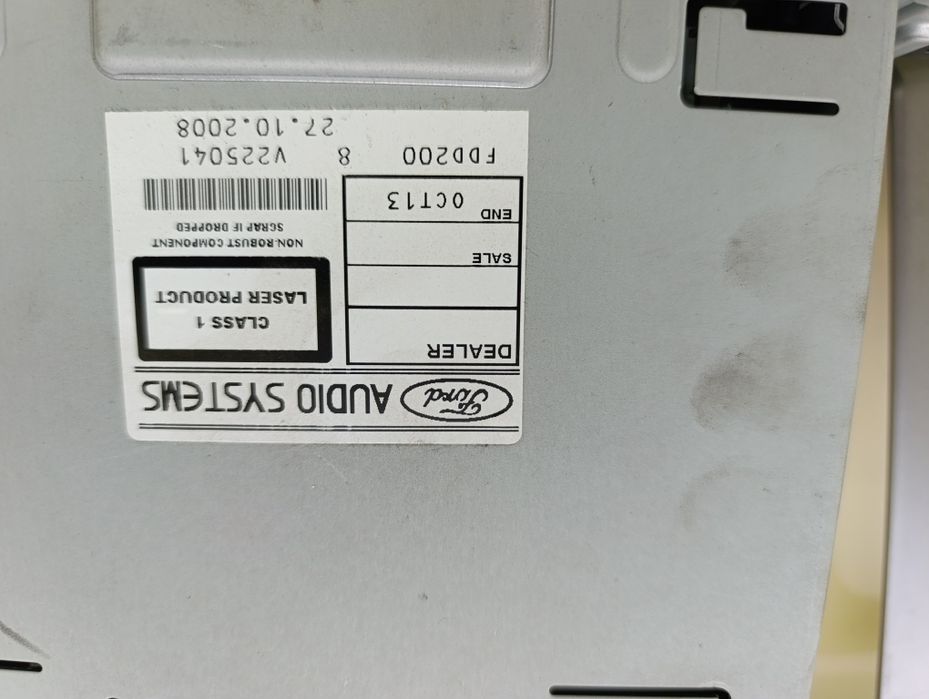 Ford AUDIO SYSTEMS
DEALER
SALE
END OCT13
CLASS 1
LASER PRODUCT
NON-ROBUST COMPONENT
SCRAP IF DROPPED
FDD200 8 V225041
27.10.2008